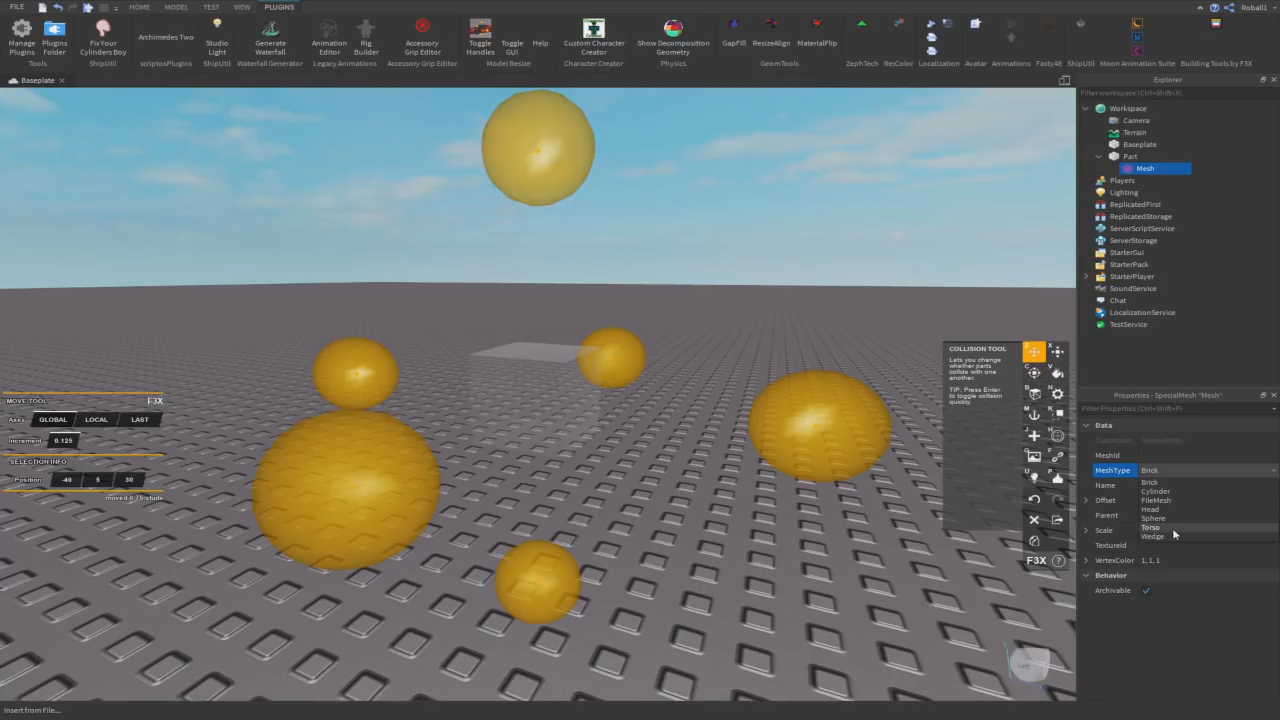 FILE
HOME
MODEL
TEST
VIEW
PLUGINS
Roball1
Manage Plugins
Plugins Folder
Tools
Fix Your Cylinders Boy
ShipUtil
Archimedes Two
scriptosPlugins
Studio Light
ShipUtil
Generate Waterfall
Waterfall Generator
Animation Editor
Rig Builder
Legacy Animations
Accessory Grip Editor
Accessory Grip Editor
Toggle Handles
Toggle GUI
Help
Model Resize
Custom Character Creator
Character Creator
Show Decomposition Geometry
Physics
GapFill
ResizeAlign
MaterialFlip
GeomTools
ZephTech
Re:Color
Localization
Avatar
Animations
Fasty48
ShipUtil
Moon Animation Suite
Building Tools by F3X
Baseplate
Explorer
Filter workspace (Ctrl+Shift+X)
Workspace
Camera
Terrain
Baseplate
Part
Mesh
Players
Lighting
ReplicatedFirst
ReplicatedStorage
ServerScriptService
ServerStorage
StarterGui
StarterPack
StarterPlayer
SoundService
Chat
LocalizationService
TestService
MOVE TOOL
F3X
Axes
GLOBAL
LOCAL
LAST
Increment
0.125
SELECTION INFO
Position
-40
5
30
moved 0.75 studs
COLLISION TOOL
Lets you change
whether parts
collide with one
another.
TIP: Press Enter
to toggle collision
quickly.
F3X
Properties - SpecialMesh "Mesh"
Filter Properties (Ctrl+Shift+P)
Data
MeshId
MeshType
Brick
Brick
Name
Cylinder
Offset
FileMesh
Head
Parent
Sphere
Scale
Torso
Wedge
TextureId
VertexColor
1, 1, 1
Behavior
Archivable
Insert from File...